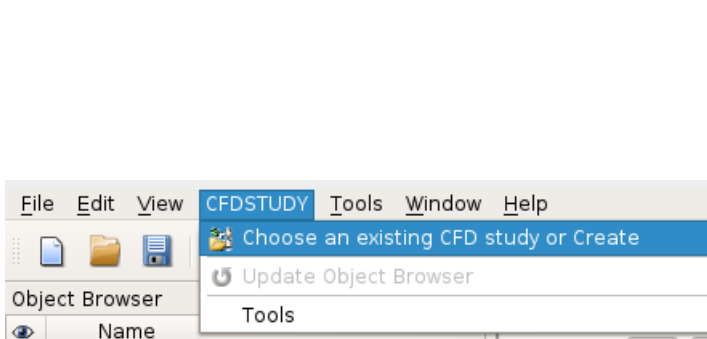 File Edit View CFDSTUDY Tools Window Help
Choose an existing CFD study or Create
Update Object Browser
Object Browser
Tools
Name